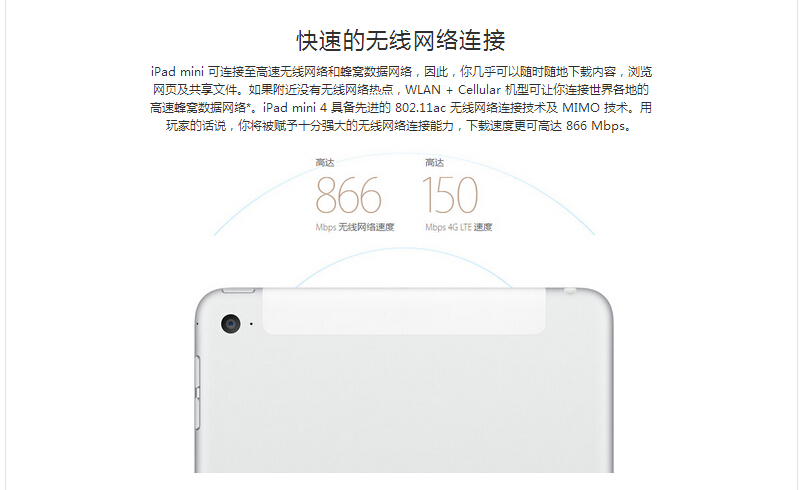 快速的无线网络连接
iPad mini 可连接至高速无线网络和蜂窝数据网络，因此，你几乎可以随时随地下载内容，浏览
网页及共享文件。如果附近没有无线网络热点，WLAN + Cellular 机型可让你连接世界各地的
高速蜂窝数据网络*。iPad mini 4 具备先进的 802.11ac 无线网络连接技术及 MIMO 技术。用
玩家的话说，你将被赋予十分强大的无线网络连接能力，下载速度更可高达 866 Mbps。
高达 高达
866 150
Mbps 无线网络速度 Mbps 4G LTE 速度